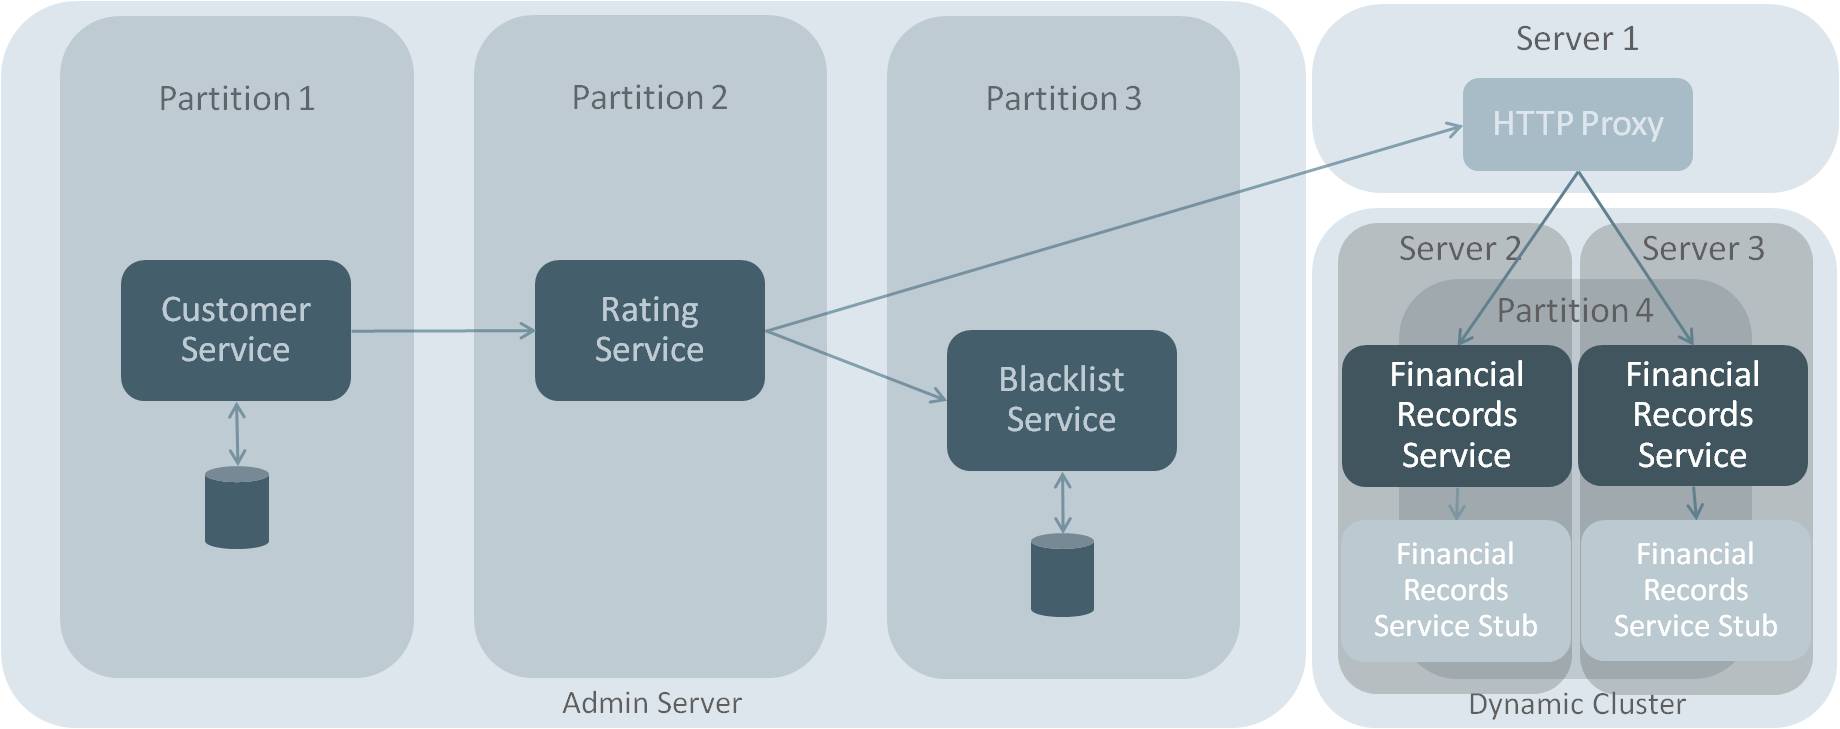 Partition 1
Customer
Service
Partition 2
Rating
Service
Partition 3
Blacklist
Service
Admin Server
Server 1
HTTP Proxy
Server 2
Server 3
Partition 4
Financial
Records
Service
Financial
Records
Service
Financial
Records
Service Stub
Financial
Records
Service Stub
Dynamic Cluster